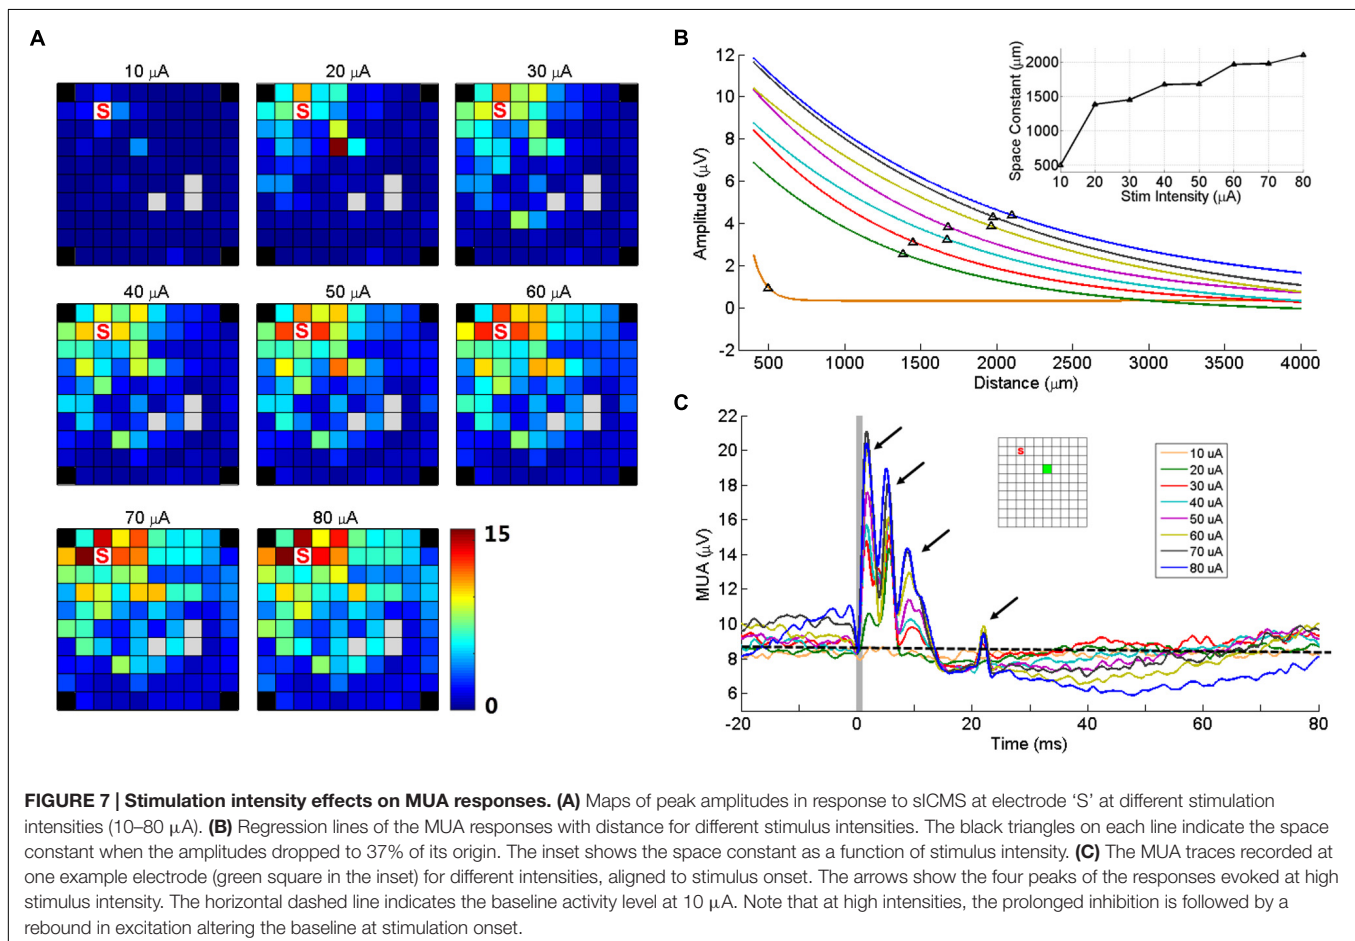 A
10 μA
20 μA
30 μA
S
S
S
40 μA
50 μA
60 μA
S
S
S
70 μA
80 μA
S
S
15
0
B
12
10
8
6
4
2
0
-2
Amplitude (μV)
500
1000
1500
2000
2500
3000
3500
4000
Distance (μm)
2000
1500
1000
500
Space Constant (μm)
10
20
30
40
50
60
70
80
Stim Intensity (μA)
C
22
20
18
16
14
12
10
8
6
MUA (μV)
-20
0
20
40
60
80
Time (ms)
s
10 uA
20 uA
30 uA
40 uA
50 uA
60 uA
70 uA
80 uA
FIGURE 7 | Stimulation intensity effects on MUA responses. (A) Maps of peak amplitudes in response to sICMS at electrode ‘S’ at different stimulation
intensities (10–80 μA). (B) Regression lines of the MUA responses with distance for different stimulus intensities. The black triangles on each line indicate the space
constant when the amplitudes dropped to 37% of its origin. The inset shows the space constant as a function of stimulus intensity. (C) The MUA traces recorded at
one example electrode (green square in the inset) for different intensities, aligned to stimulus onset. The arrows show the four peaks of the responses evoked at high
stimulus intensity. The horizontal dashed line indicates the baseline activity level at 10 μA. Note that at high intensities, the prolonged inhibition is followed by a
rebound in excitation altering the baseline at stimulation onset.